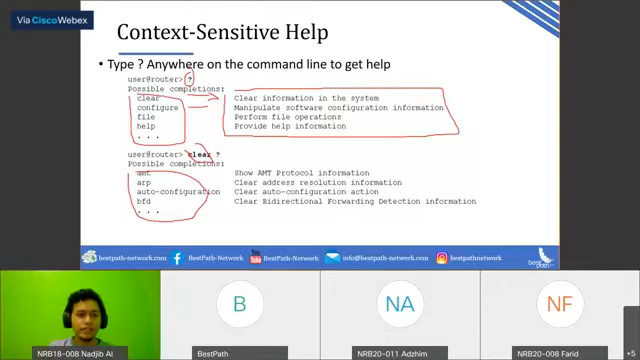 Via Cisco Webex
Context-Sensitive Help
• Type ? Anywhere on the command line to get help
user@router> ?
Possible completions:
clear Clear information in the system
configure Manipulate software configuration information
file Perform file operations
help Provide help information
. . .
user@router> clear ?
Possible completions:
amt Show AMT Protocol information
arp Clear address resolution information
auto-configuration Clear auto-configuration action
bfd Clear Bidirectional Forwarding Detection information
. . .
bestpath-network.com BestPath-Network BestPath-Network info@bestpath-network.com bestpathnetwork
bestpath
B
NA
NF
NRB18-008 Nadjib Al
BestPath
NRB20-011 Adzhim
NRB20-008 Farid
+5